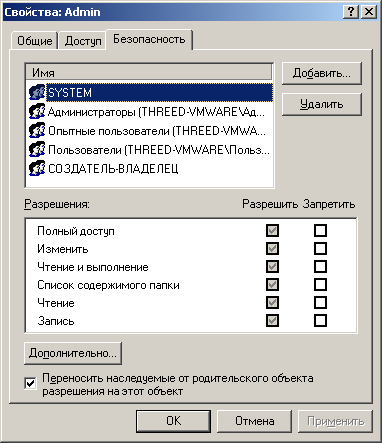 Свойства: Admin
Общие Доступ Безопасность
Имя
SYSTEM
Администраторы (THREED-VMWARE\Ад...
Опытные пользователи (THREED-VMWA...
Пользователи (THREED-VMWARE\Польз...
СОЗДАТЕЛЬ-ВЛАДЕЛЕЦ
Добавить...
Удалить
Разрешения: Разрешить Запретить
Полный доступ
Изменить
Чтение и выполнение
Список содержимого папки
Чтение
Запись
Дополнительно...
Переносить наследуемые от родительского объекта
разрешения на этот объект
OK Отмена Применить